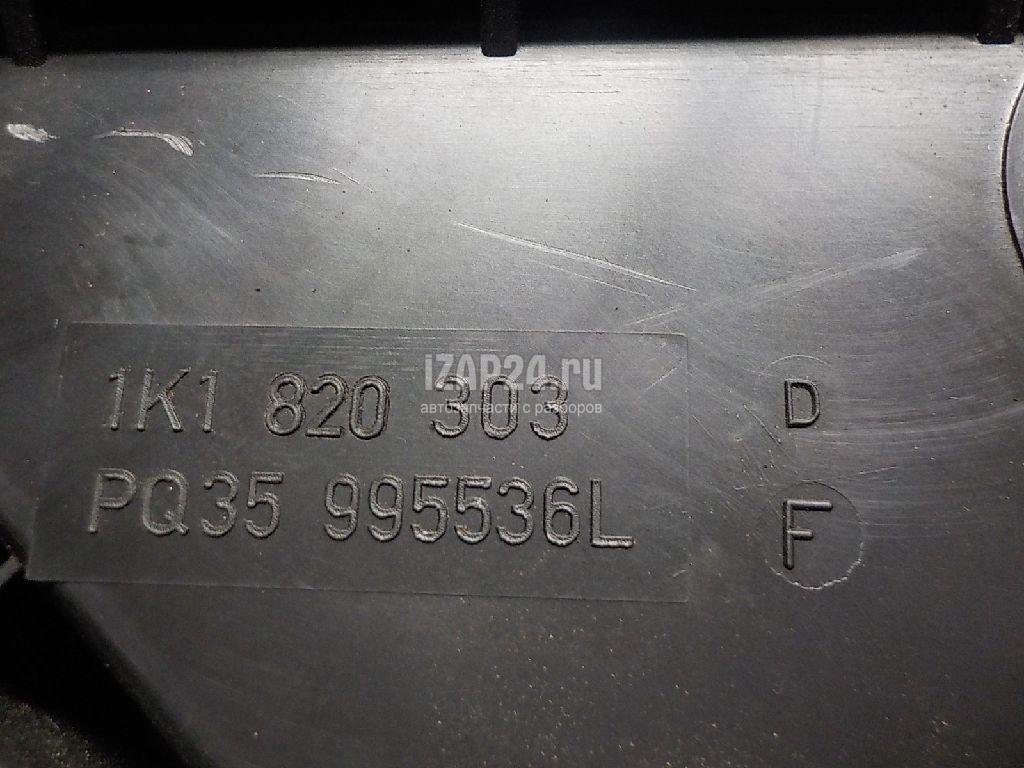 iZAP24.ru
автозапчасти с разборов
1K1 820 303 D
PQ35 995536L F